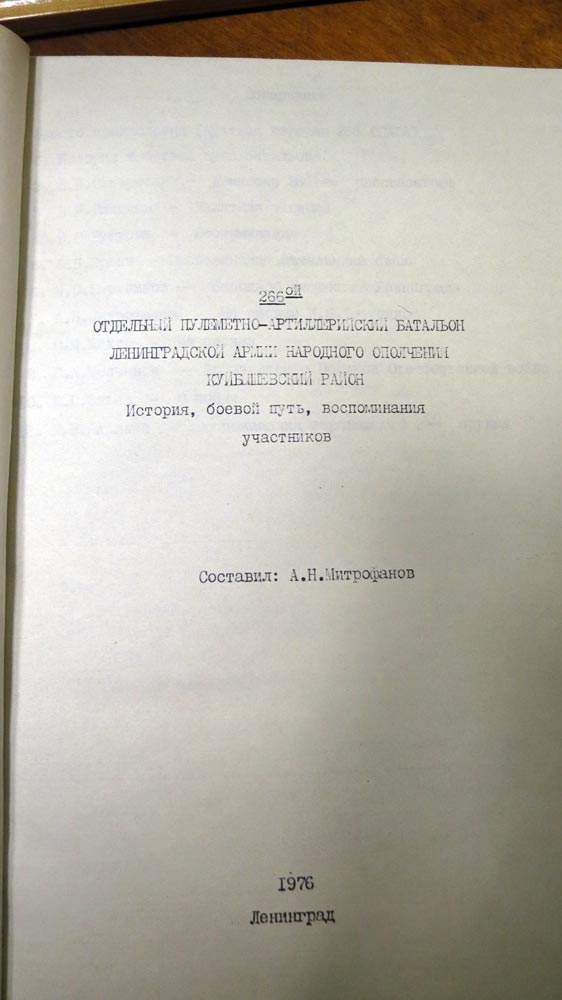 266ой
ОТДЕЛЬНЫЙ ПУЛЕМЕТНО-АРТИЛЛЕРИЙСКИЙ БАТАЛЬОН
ЛЕНИНГРАДСКОЙ АРМИИ НАРОДНОГО ОПОЛЧЕНИЯ
КУЙБЫШЕВСКИЙ РАЙОН
История, боевой путь, воспоминания
участников
Составил: А.Н.Митрофанов
1976
Ленинград